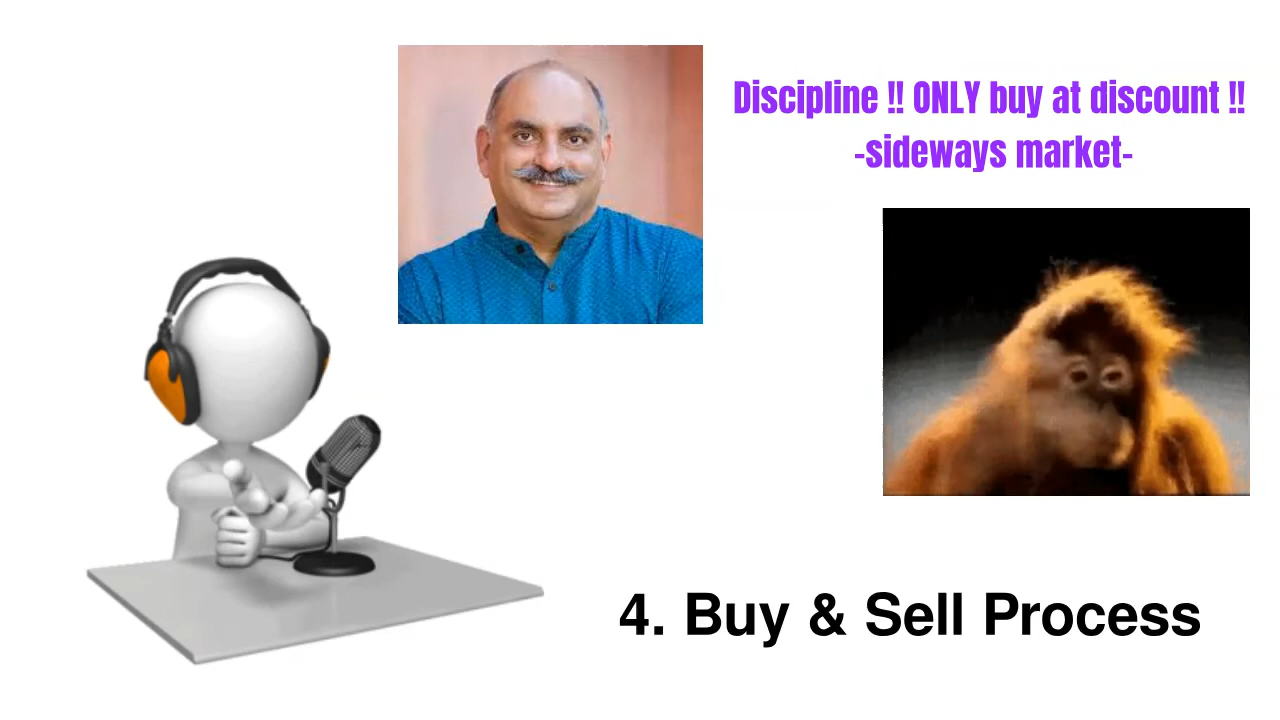 Discipline !! ONLY buy at discount !!
-sideways market-
4. Buy & Sell Process